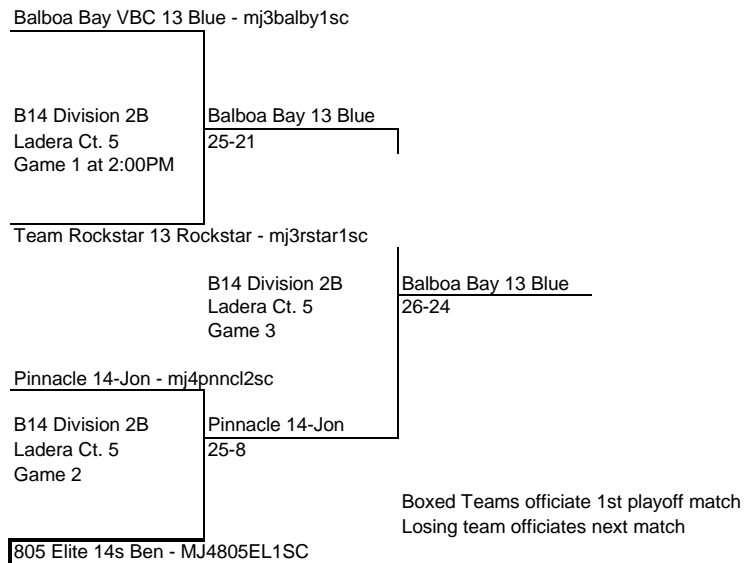 Balboa Bay VBC 13 Blue - mj3balby1sc
B14 Division 2B
Ladera Ct. 5
Game 1 at 2:00PM
Balboa Bay 13 Blue
25-21
Team Rockstar 13 Rockstar - mj3rstar1sc
B14 Division 2B
Ladera Ct. 5
Game 3
Balboa Bay 13 Blue
26-24
Pinnacle 14-Jon - mj4pnncl2sc
B14 Division 2B
Ladera Ct. 5
Game 2
Pinnacle 14-Jon
25-8
Boxed Teams officiate 1st playoff match
Losing team officiates next match
805 Elite 14s Ben - MJ4805EL1SC